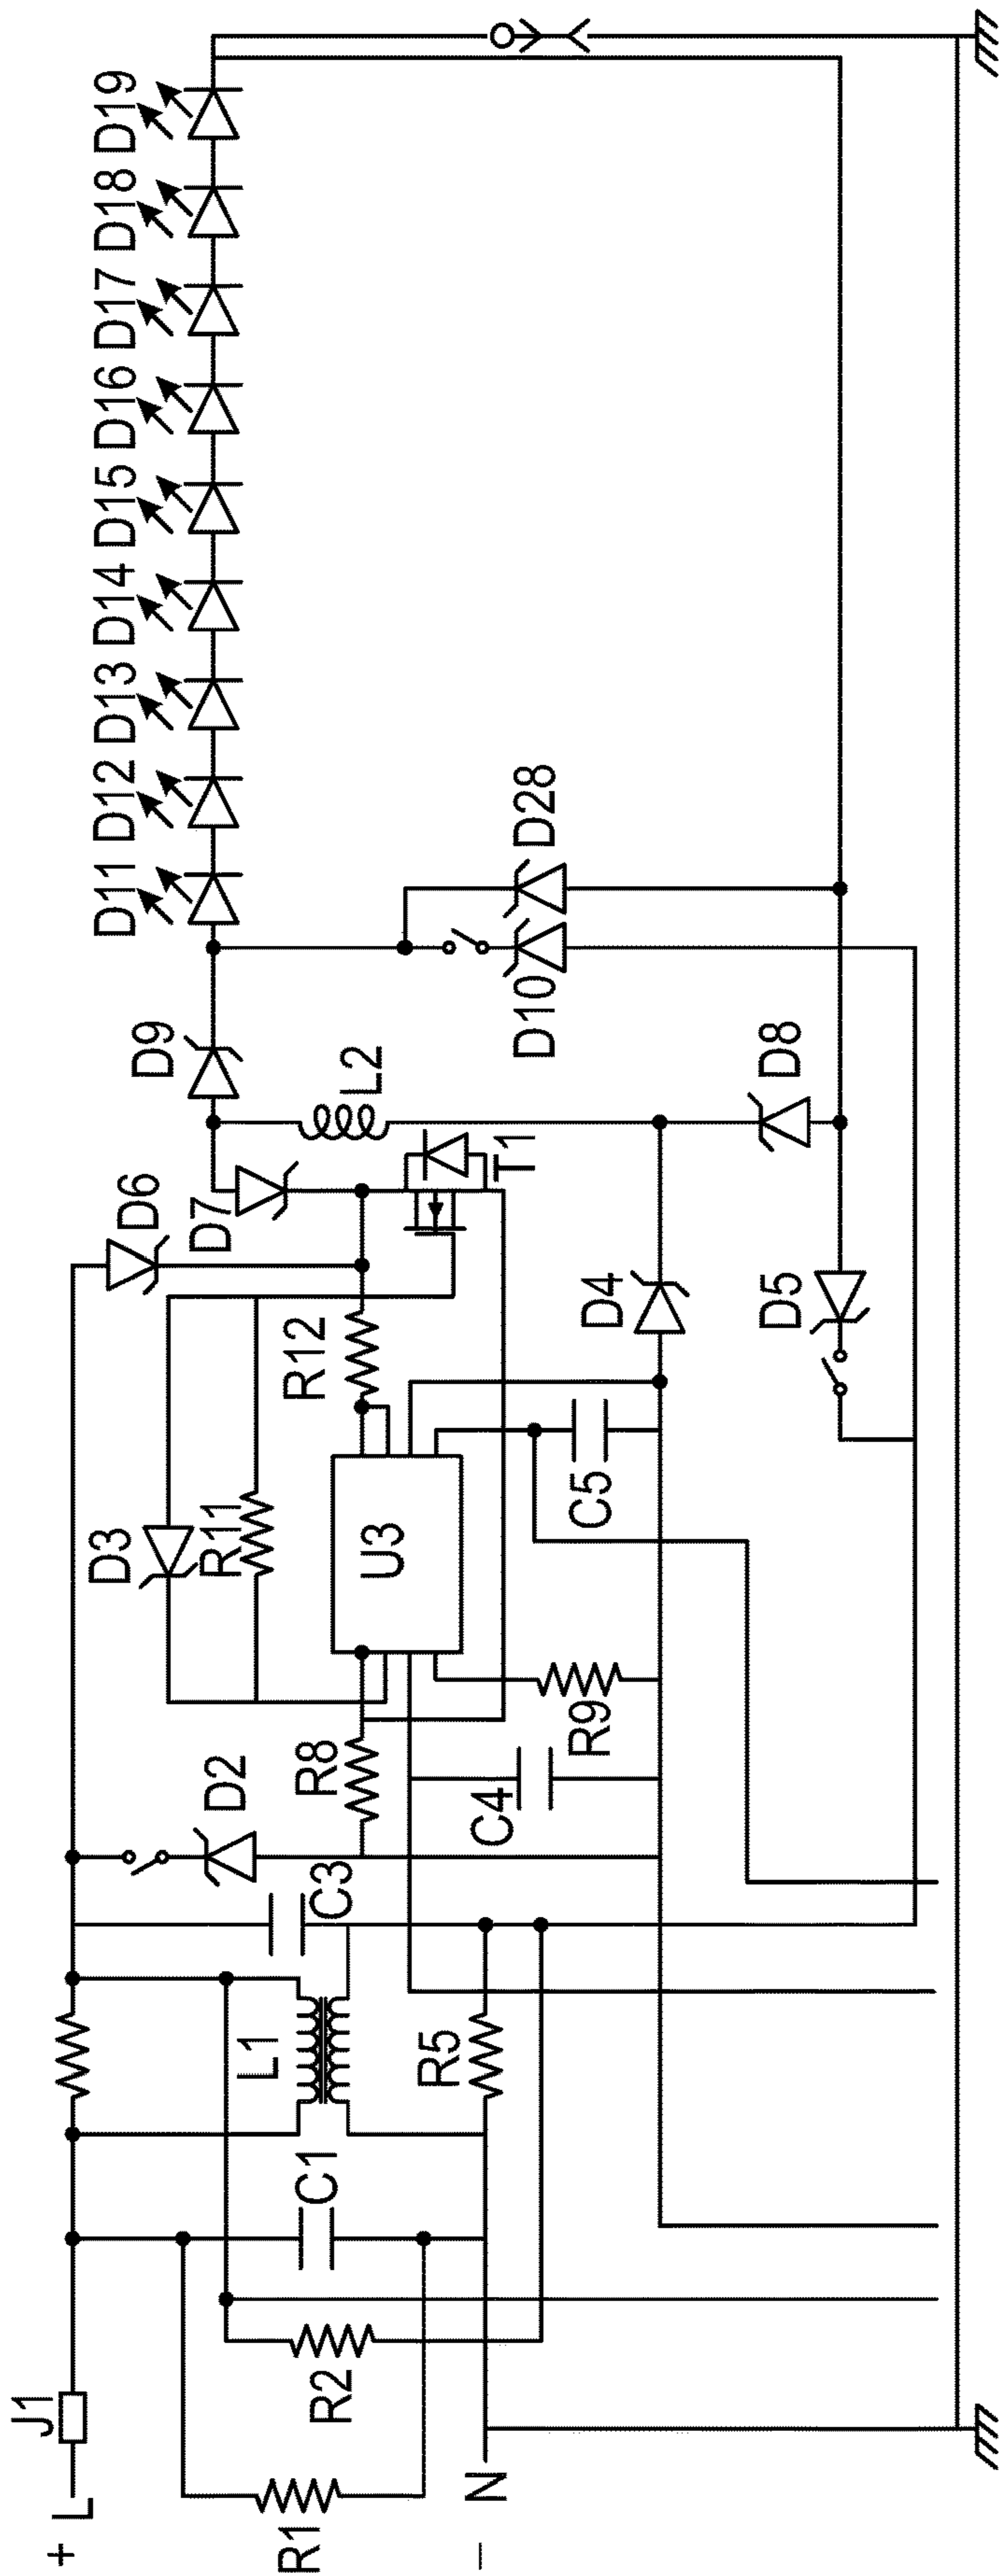 + L
J1
R1
R2
C1
− N
L1
R5
C3
D2
R8
C4
R9
D3
R11
U3
C5
R12
D6
D7
T1
D4
D5
L2
D9
D8
D10
D28
D11
D12
D13
D14
D15
D16
D17
D18
D19